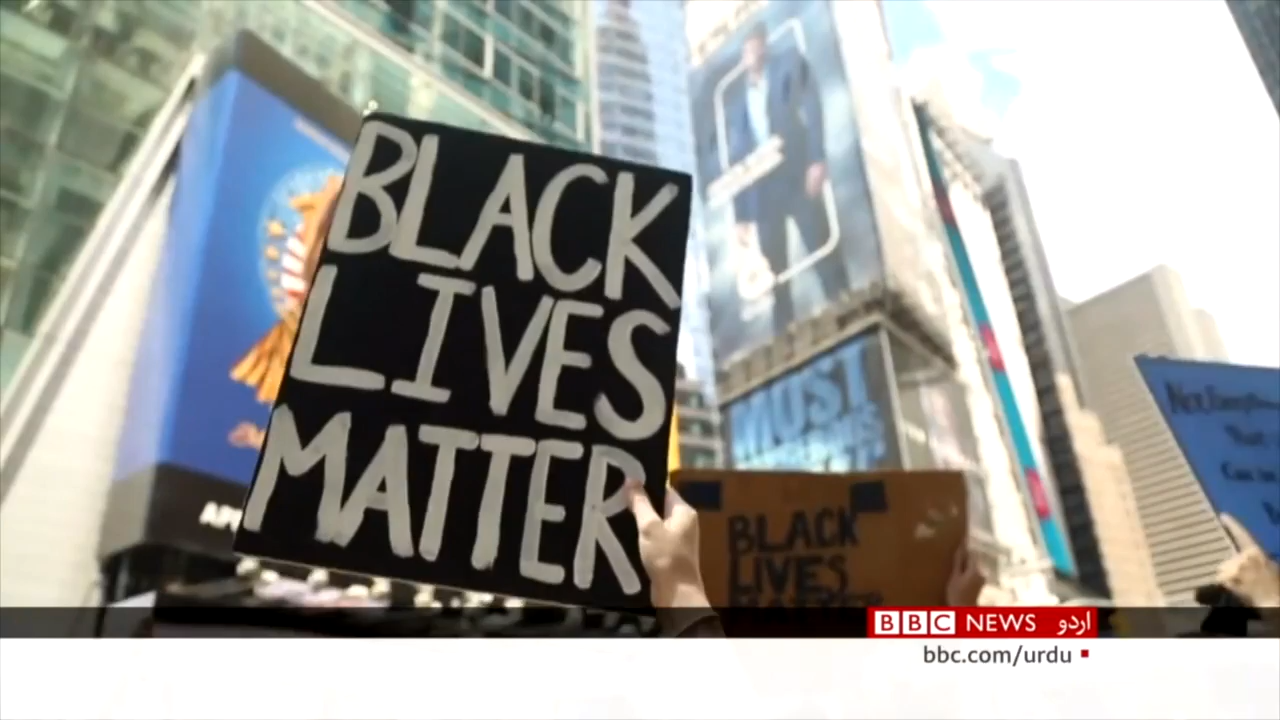 BLACK
LIVES
MATTER
MUST
BLACK
LIVES
BBC NEWS اردو
bbc.com/urdu